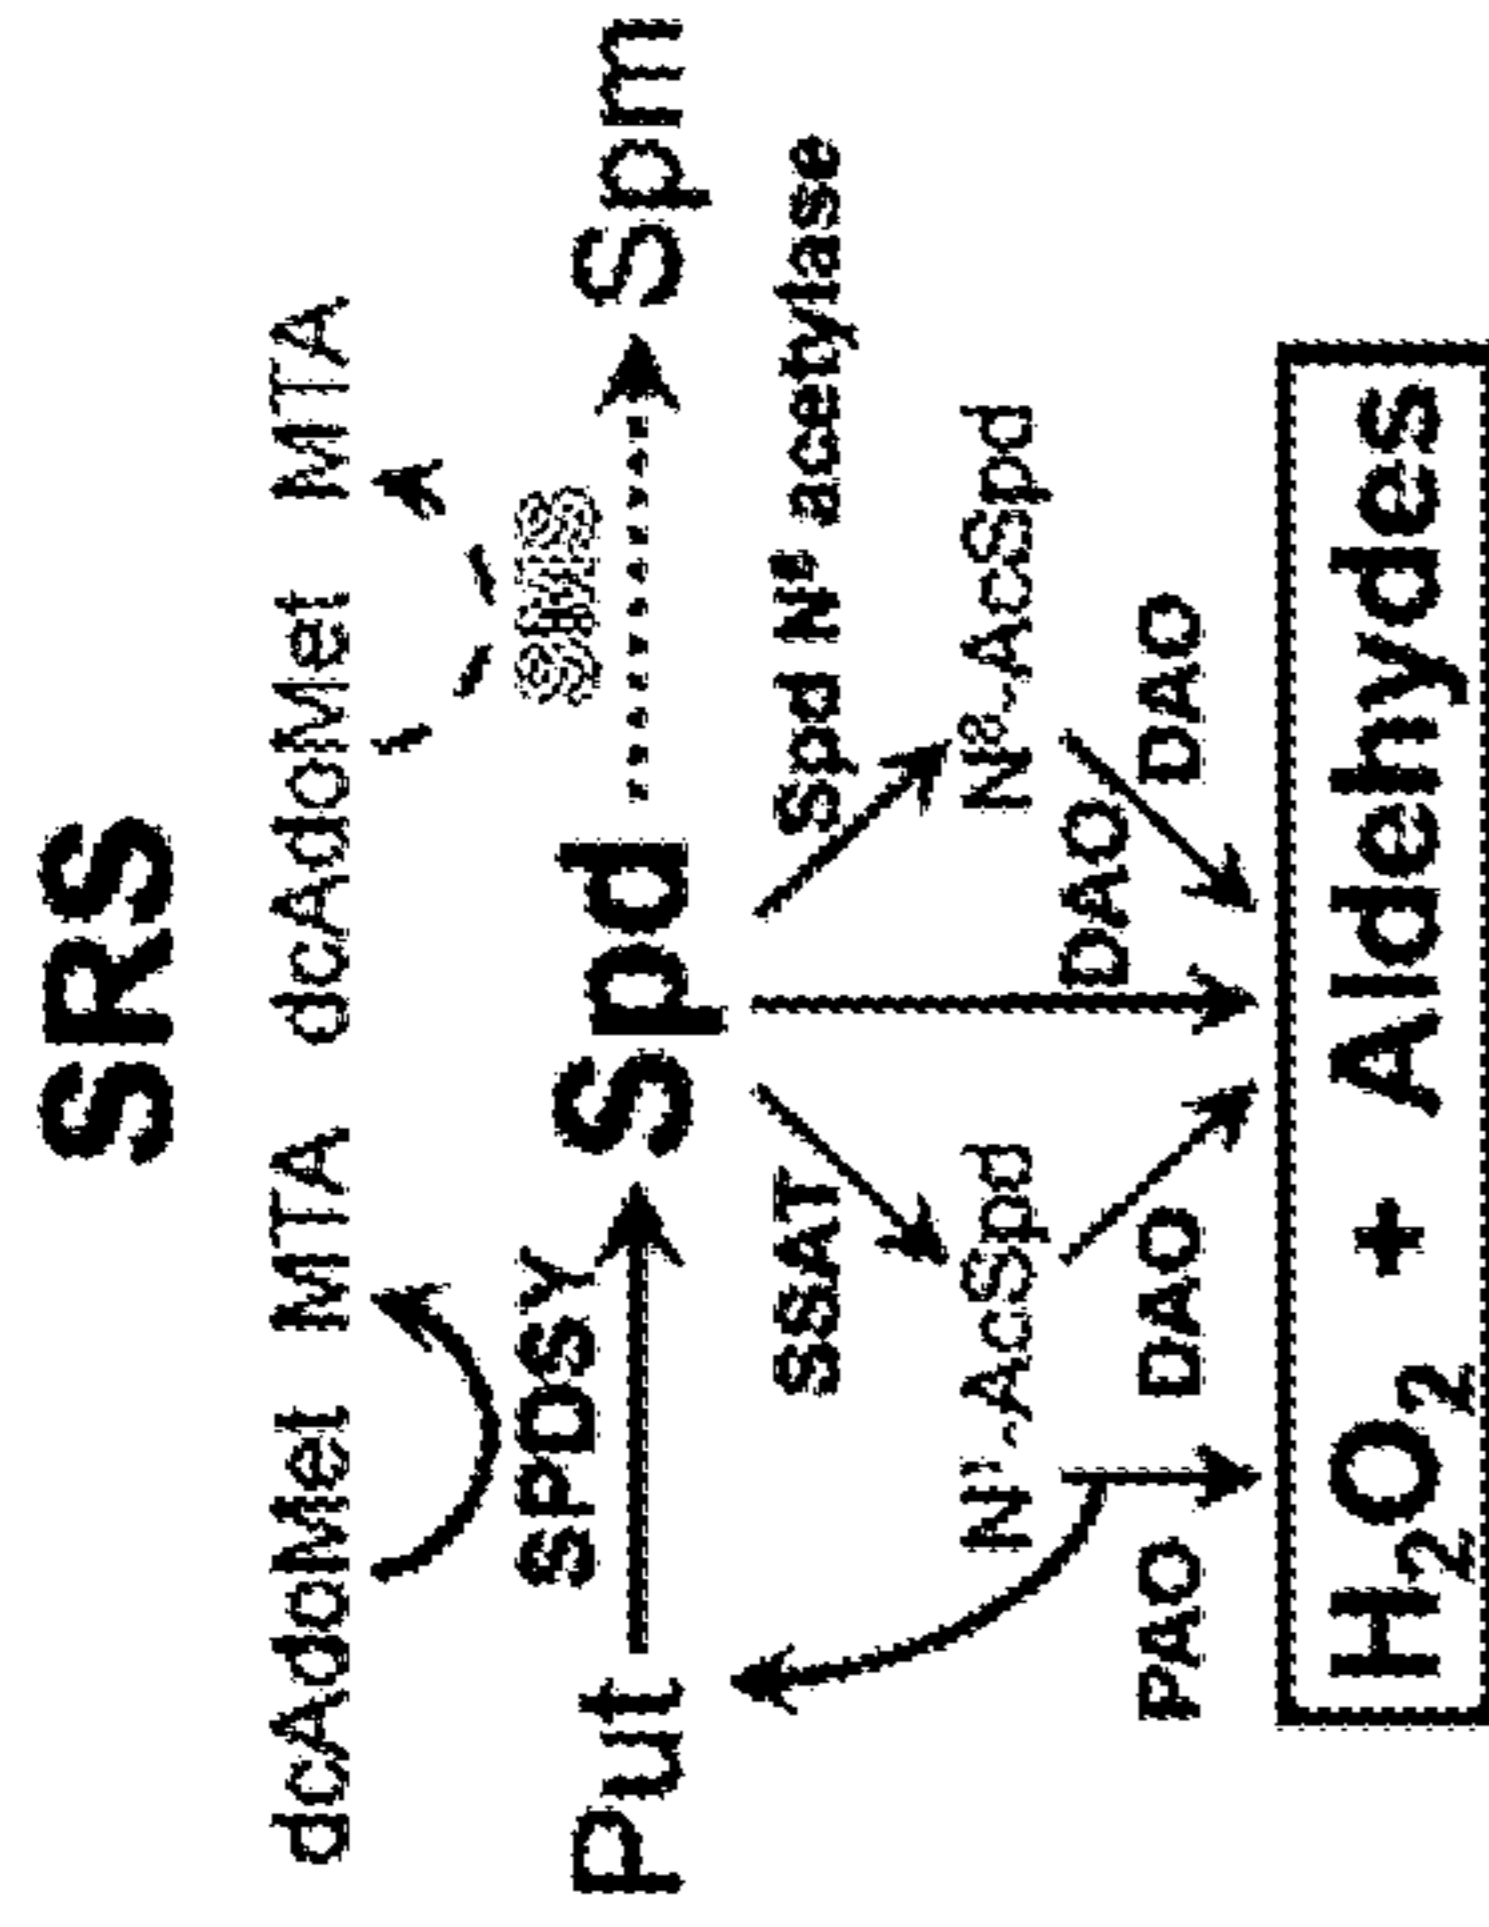 SRS
dcAdoMet MTA dcAdoMet MTA
SPDSY SMS
Put Spd Spm
SSAT Spd N⁸ acetylase
N¹-AcSpd N⁸-AcSpd
DAO
PAO DAO DAO
H₂O₂ + Aldehydes